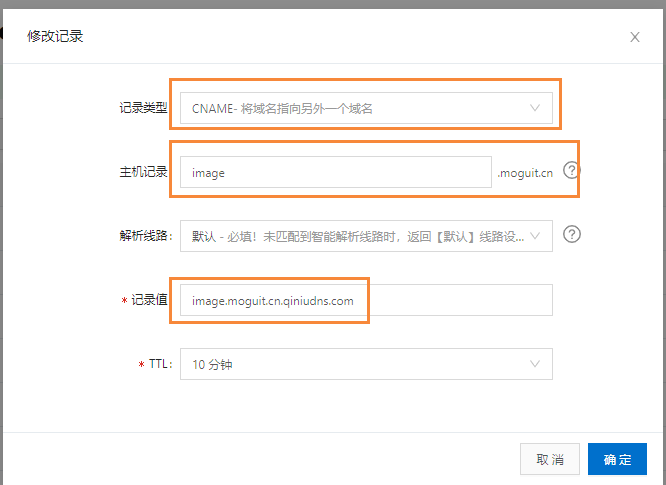 修改记录
记录类型 CNAME- 将域名指向另外一个域名
主机记录 image .moguit.cn ?
解析线路: 默认 - 必填！未匹配到智能解析线路时，返回【默认】线路设... ?
* 记录值 image.moguit.cn.qiniudns.com
* TTL: 10 分钟
取 消 确 定